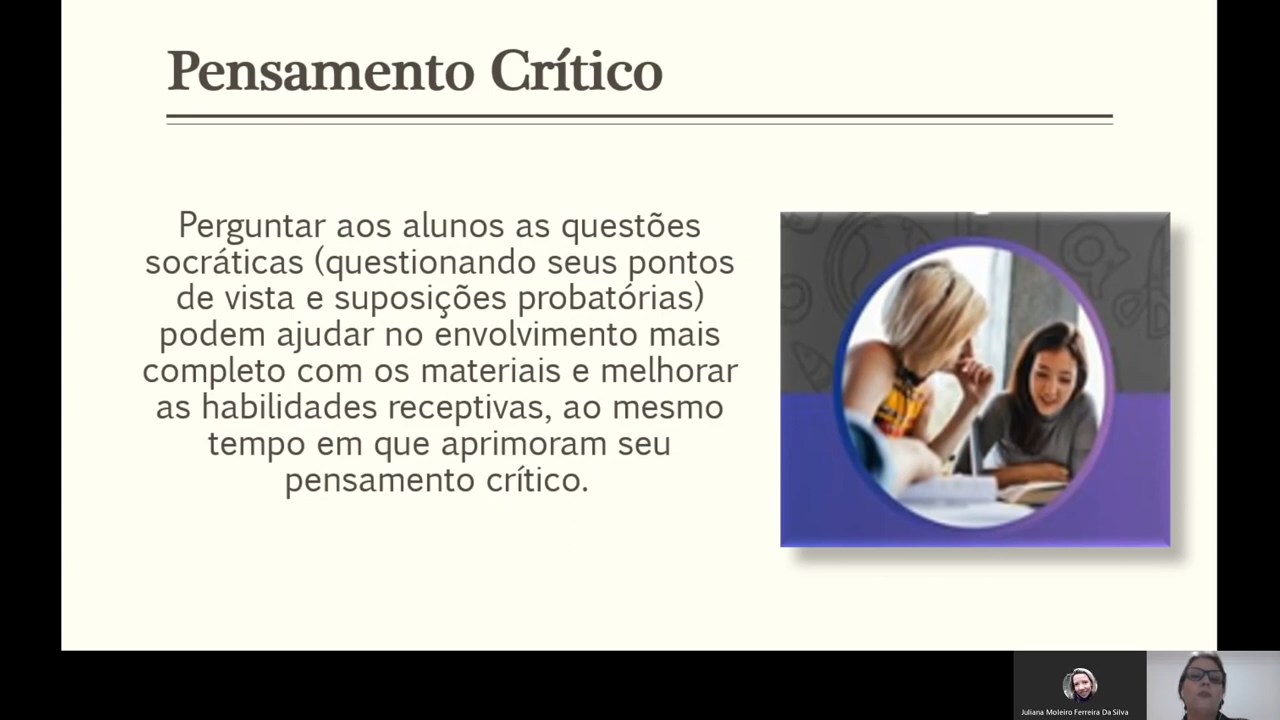 Pensamento Crítico
Perguntar aos alunos as questões
socráticas (questionando seus pontos
de vista e suposições probatórias)
podem ajudar no envolvimento mais
completo com os materiais e melhorar
as habilidades receptivas, ao mesmo
tempo em que aprimoram seu
pensamento crítico.
Juliana Moleiro Ferreira Da Silva